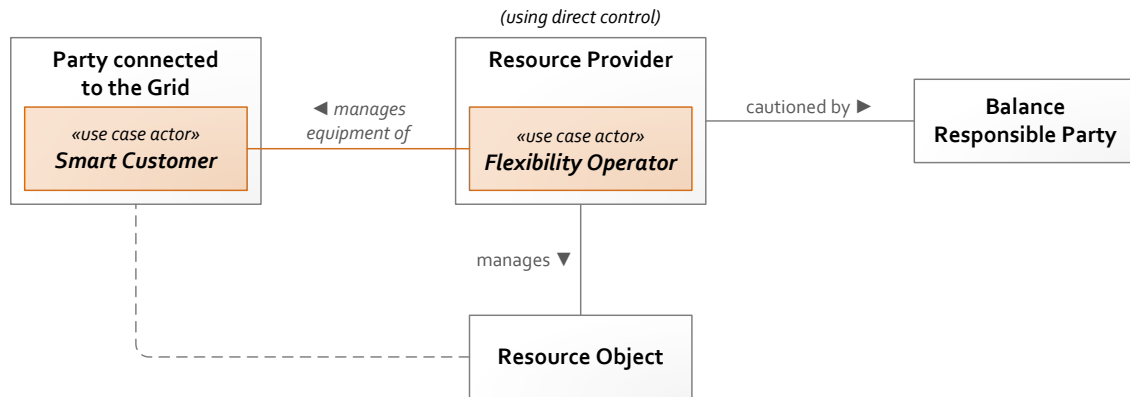 (using direct control)
Party connected
to the Grid
«use case actor»
Smart Customer
◄ manages
equipment of
Resource Provider
«use case actor»
Flexibility Operator
cautioned by ►
Balance
Responsible Party
manages ▼
Resource Object